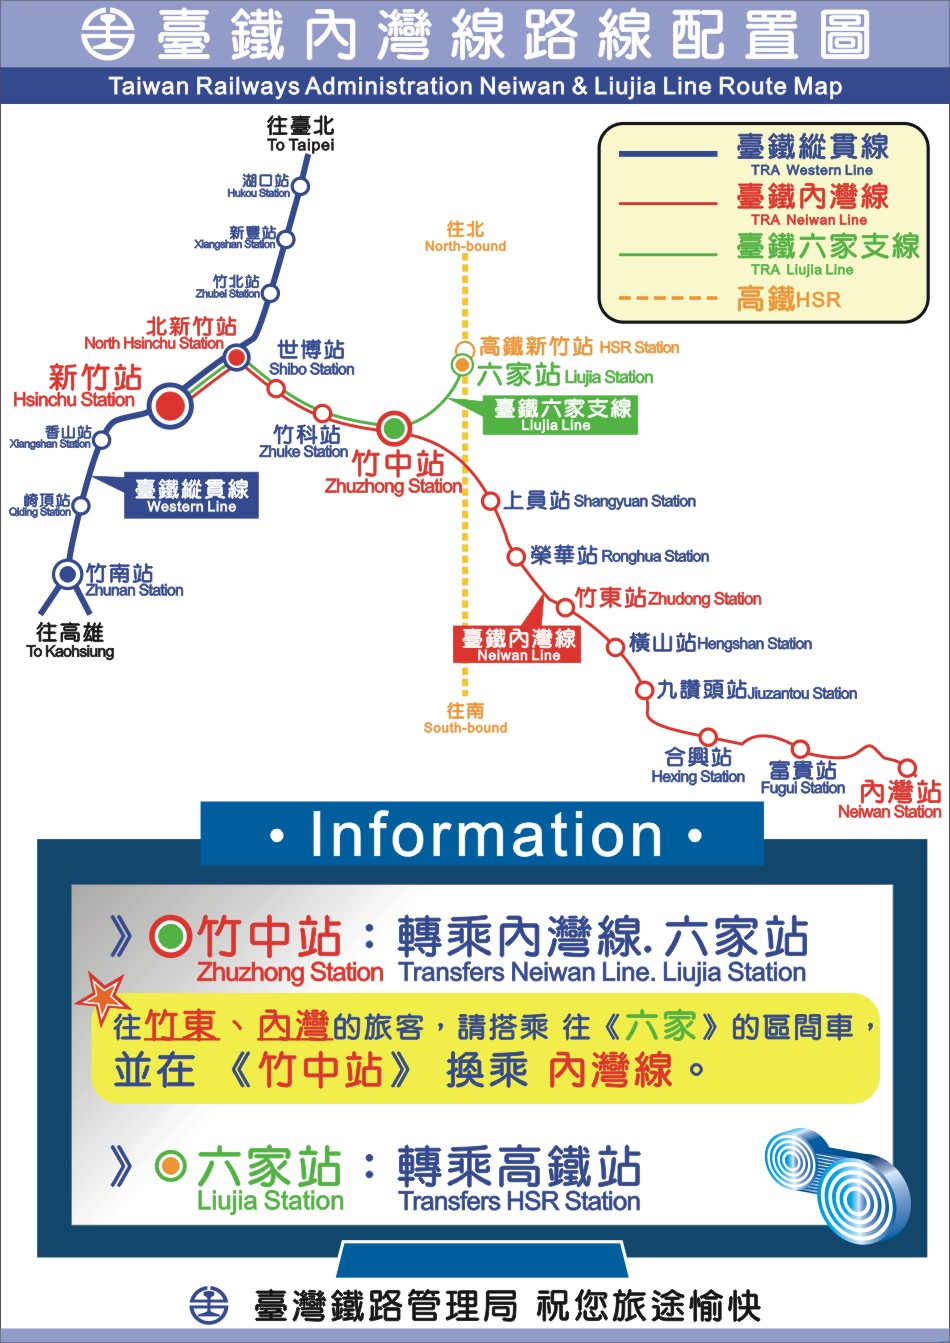 臺鐵內灣線路線配置圖
Taiwan Railways Administration Neiwan & Liujia Line Route Map
往臺北
To Taipei
湖口站
Hukou Station
新豐站
Xiangshan Station
竹北站
Zhubei Station
北新竹站
North Hsinchu Station
新竹站
Hsinchu Station
香山站
Xiangshan Station
崎頂站
Qiding Station
臺鐵縱貫線
Western Line
竹南站
Zhunan Station
往高雄
To Kaohsiung
世博站
Shibo Station
竹科站
Zhuke Station
竹中站
Zhuzhong Station
往北
North-bound
高鐵新竹站 HSR Station
六家站 Liujia Station
臺鐵六家支線
Liujia Line
臺鐵縱貫線
TRA Western Line
臺鐵內灣線
TRA Neiwan Line
臺鐵六家支線
TRA Liujia Line
高鐵HSR
上員站 Shangyuan Station
榮華站 Ronghua Station
竹東站 Zhudong Station
臺鐵內灣線
Neiwan Line
橫山站 Hengshan Station
九讚頭站 Jiuzantou Station
往南
South-bound
合興站
Hexing Station
富貴站
Fugui Station
內灣站
Neiwan Station
• Information •
》竹中站：轉乘內灣線. 六家站
Zhuzhong Station Transfers Neiwan Line. Liujia Station
往竹東、內灣的旅客，請搭乘 往《六家》的區間車，
並在《竹中站》 換乘 內灣線。
》六家站：轉乘高鐵站
Liujia Station Transfers HSR Station
臺灣鐵路管理局 祝您旅途愉快